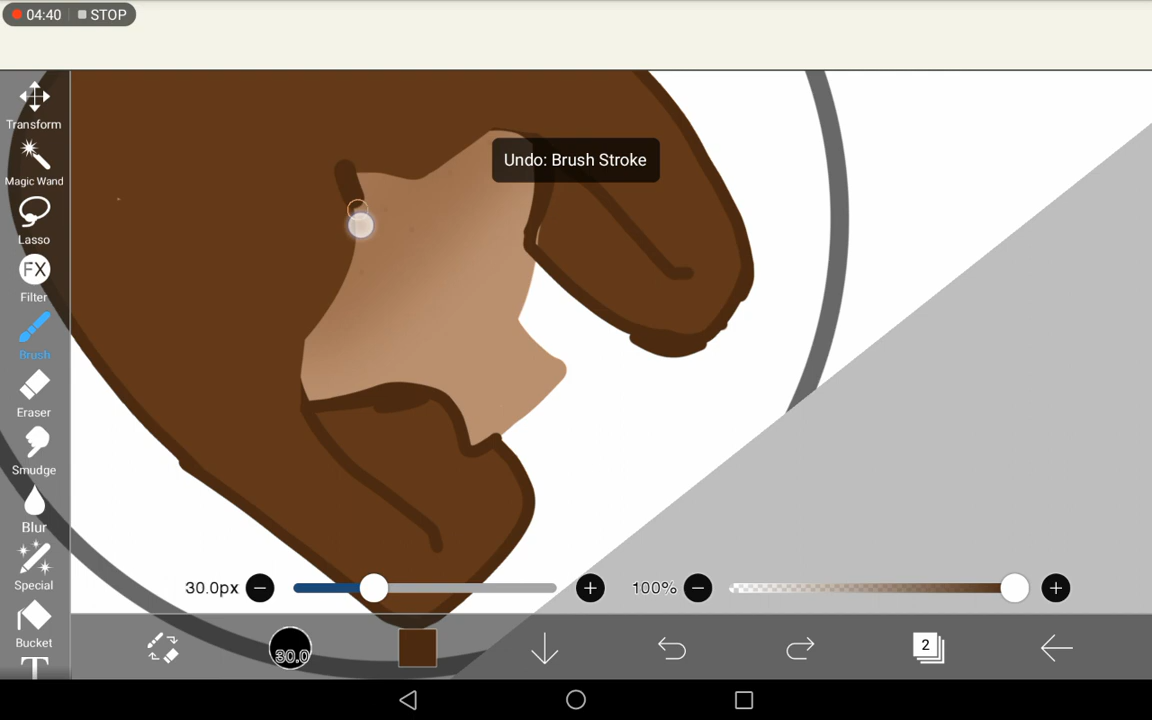 04:40 STOP
Transform
Magic Wand
Lasso
FX
Filter
Brush
Eraser
Smudge
Blur
Special
Bucket
T
Undo: Brush Stroke
30.0px
100%
30.0
2